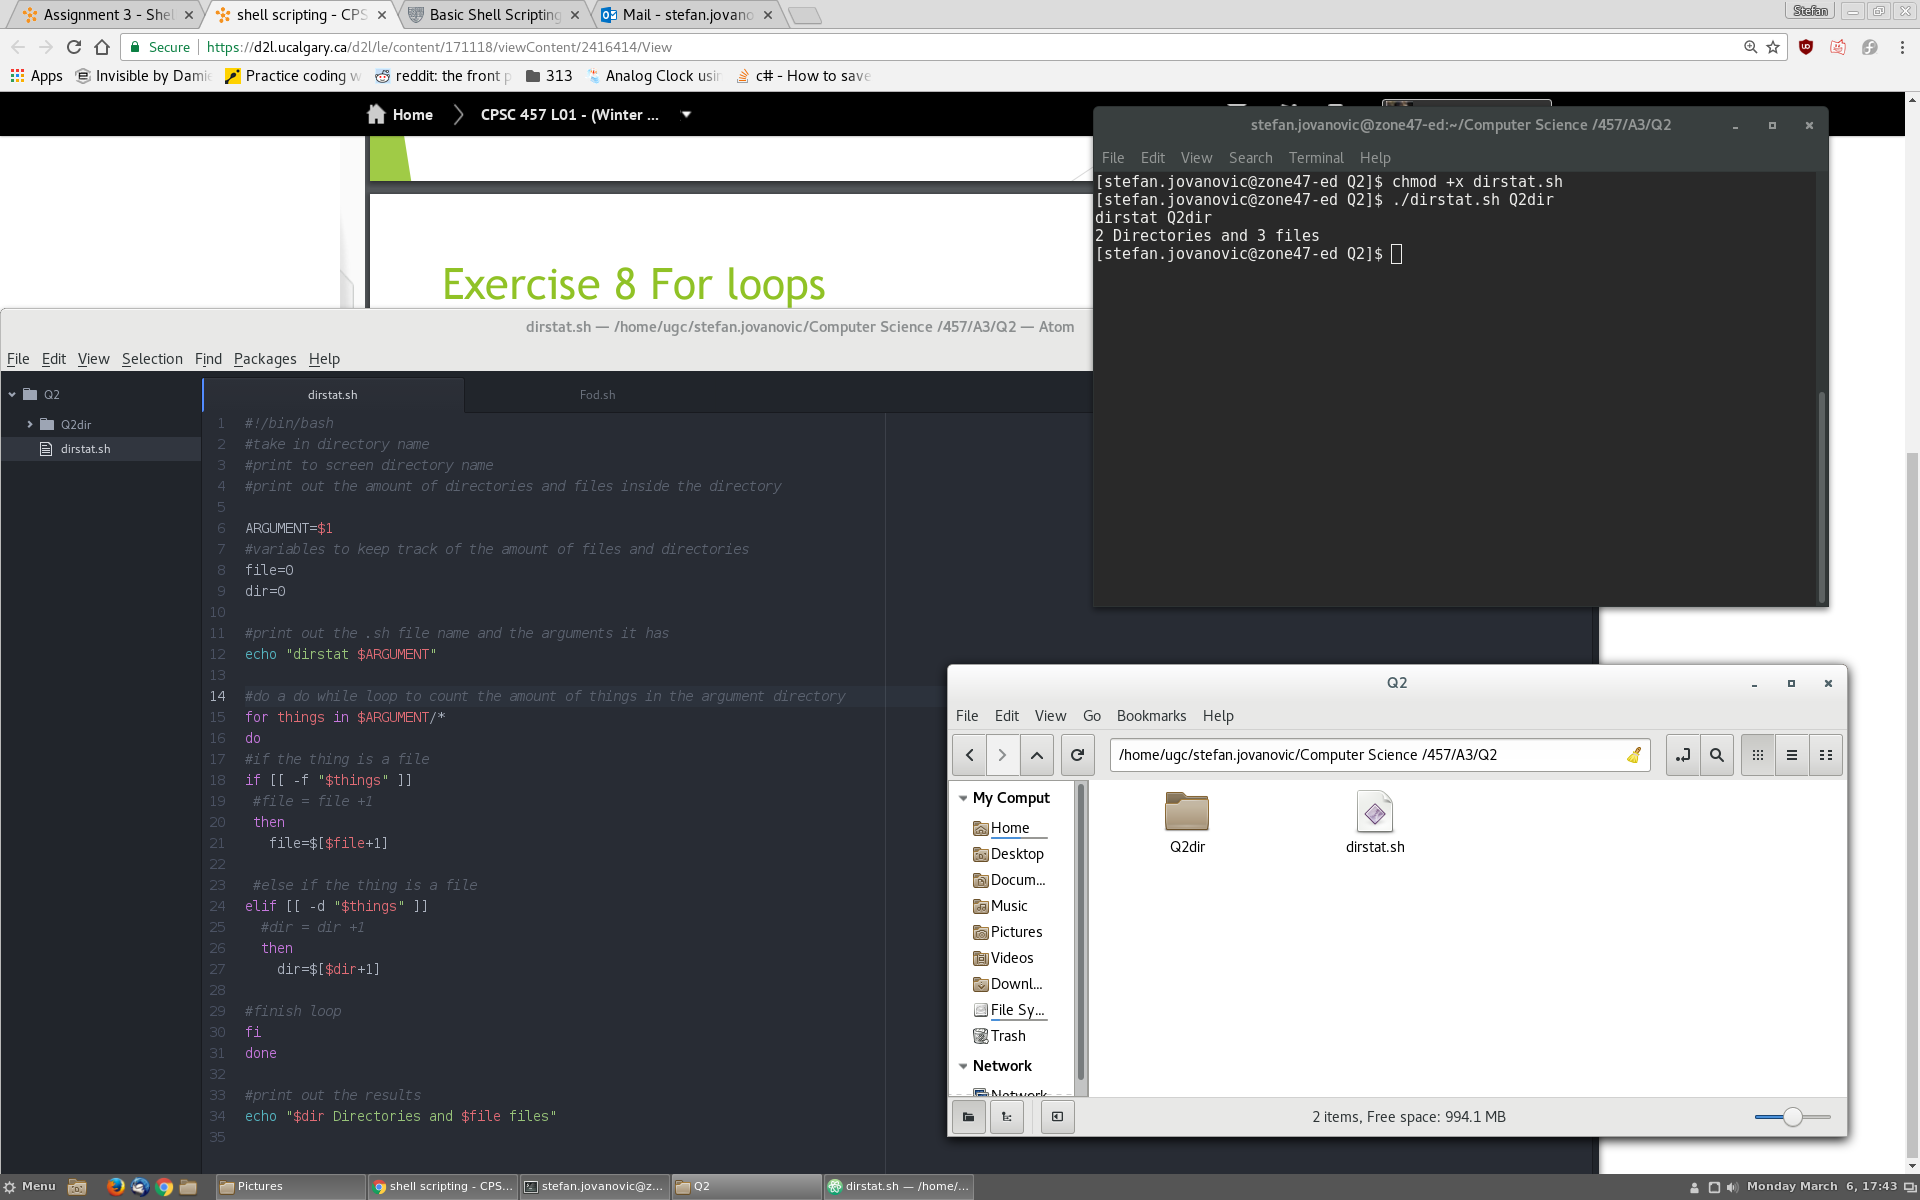 Assignment 3 - Shel
shell scripting - CPS
Basic Shell Scripting
Mail - stefan.jovano
Stefan
Secure
https://d2l.ucalgary.ca/d2l/le/content/171118/viewContent/2416414/View
Apps
Invisible by Damie
Practice coding w
reddit: the front p
313
Analog Clock usin
c# - How to save
Home
CPSC 457 L01 - (Winter ...
Exercise 8 For loops
stefan.jovanovic@zone47-ed:~/Computer Science /457/A3/Q2
File Edit View Search Terminal Help
[stefan.jovanovic@zone47-ed Q2]$ chmod +x dirstat.sh
[stefan.jovanovic@zone47-ed Q2]$ ./dirstat.sh Q2dir
dirstat Q2dir
2 Directories and 3 files
[stefan.jovanovic@zone47-ed Q2]$
dirstat.sh — /home/ugc/stefan.jovanovic/Computer Science /457/A3/Q2 — Atom
File Edit View Selection Find Packages Help
Q2
Q2dir
dirstat.sh
dirstat.sh
Fod.sh
1 #!/bin/bash
2 #take in directory name
3 #print to screen directory name
4 #print out the amount of directories and files inside the directory
5
6 ARGUMENT=$1
7 #variables to keep track of the amount of files and directories
8 file=0
9 dir=0
10
11 #print out the .sh file name and the arguments it has
12 echo "dirstat $ARGUMENT"
13
14 #do a do while loop to count the amount of things in the argument directory
15 for things in $ARGUMENT/*
16 do
17 #if the thing is a file
18 if [[ -f "$things" ]]
19 #file = file +1
20 then
21 file=$[$file+1]
22
23 #else if the thing is a file
24 elif [[ -d "$things" ]]
25 #dir = dir +1
26 then
27 dir=$[$dir+1]
28
29 #finish loop
30 fi
31 done
32
33 #print out the results
34 echo "$dir Directories and $file files"
35
Q2
File Edit View Go Bookmarks Help
/home/ugc/stefan.jovanovic/Computer Science /457/A3/Q2
My Comput
Home
Desktop
Docum...
Music
Pictures
Videos
Downl...
File Sy...
Trash
Network
Network
Q2dir
dirstat.sh
2 items, Free space: 994.1 MB
Menu
Pictures
shell scripting - CPS...
stefan.jovanovic@z...
Q2
dirstat.sh — /home/...
Monday March 6, 17:43